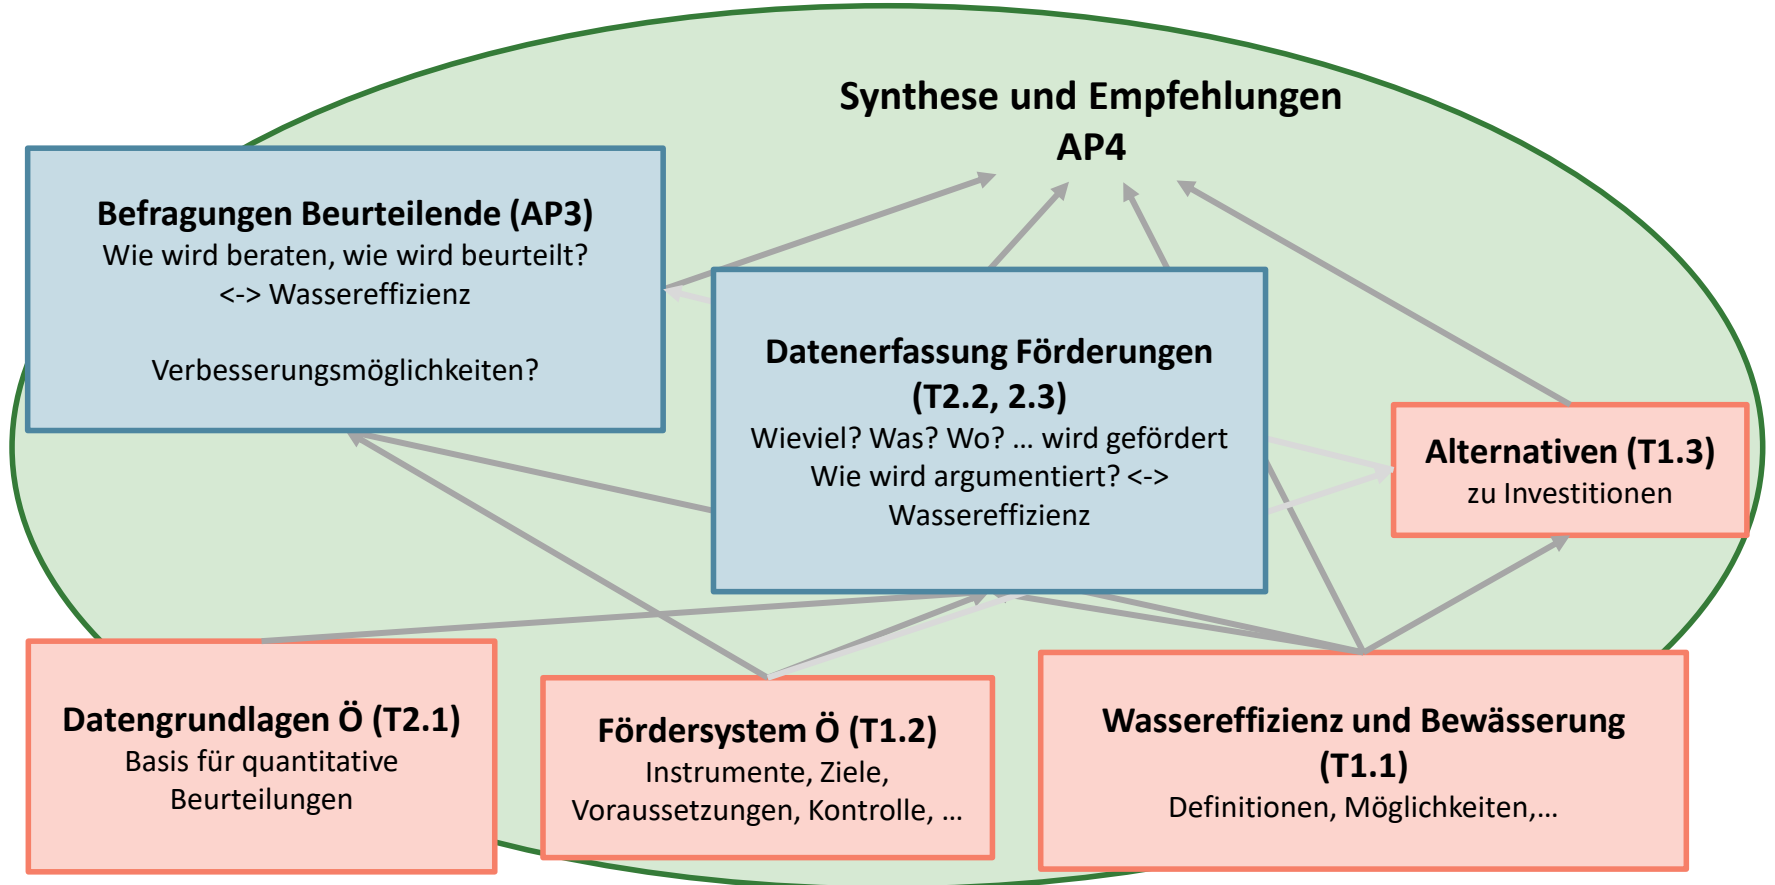 Synthese und Empfehlungen
AP4
Befragungen Beurteilende (AP3)
Wie wird beraten, wie wird beurteilt?
<-> Wassereffizienz
Verbesserungsmöglichkeiten?
Datenerfassung Förderungen
(T2.2, 2.3)
Wieviel? Was? Wo? … wird gefördert
Wie wird argumentiert? <->
Wassereffizienz
Alternativen (T1.3)
zu Investitionen
Datengrundlagen Ö (T2.1)
Basis für quantitative
Beurteilungen
Fördersystem Ö (T1.2)
Instrumente, Ziele,
Voraussetzungen, Kontrolle, …
Wassereffizienz und Bewässerung
(T1.1)
Definitionen, Möglichkeiten,…